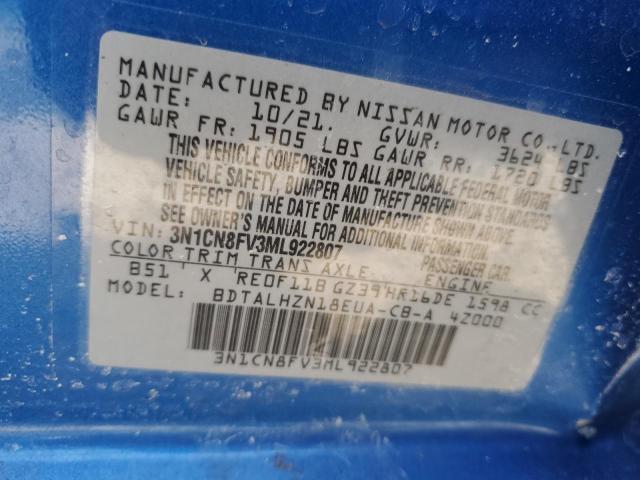 MANUFACTURED BY NISSAN MOTOR CO.,LTD.
DATE: 10/21. GVWR: 3624 LBS
GAWR FR: 1905 LBS GAWR RR: 1720 LBS
THIS VEHICLE CONFORMS TO ALL APPLICABLE FEDERAL MOTOR
VEHICLE SAFETY, BUMPER AND THEFT PREVENTION STANDARDS
IN EFFECT ON THE DATE OF MANUFACTURE SHOWN ABOVE.
SEE OWNER'S MANUAL FOR ADDITIONAL INFORMATION.
VIN: 3N1CN8FV3ML922807 PASSENGER CAR
COLOR TRIM TRANS AXLE ENGINE
B51 X RE0F11B GZ39 HR16DE 1598 CC
MODEL: BDTALHZN18EUA-CB-A 4Z000
3N1CN8FV3ML922807